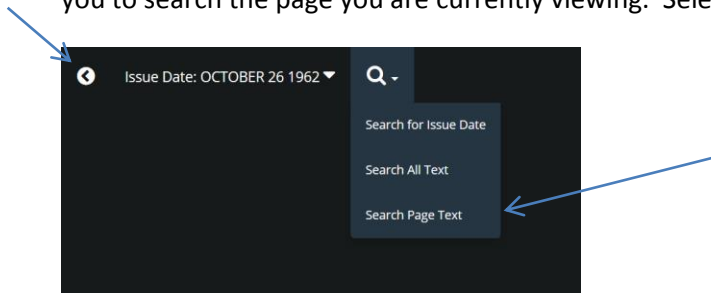 you to search the page you are currently viewing. Sele
Issue Date: OCTOBER 26 1962
Search for Issue Date
Search All Text
Search Page Text